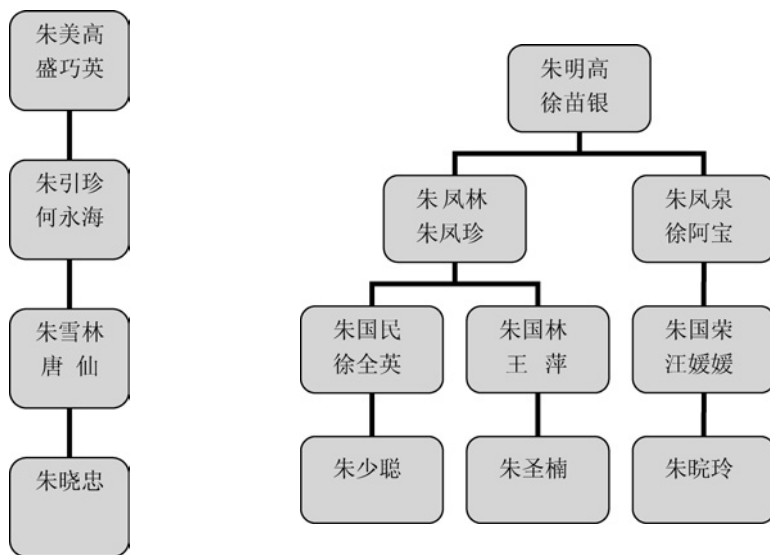 朱美高
盛巧英
朱引珍
何永海
朱雪林
唐 仙
朱晓忠
朱明高
徐苗银
朱凤林
朱凤珍
朱凤泉
徐阿宝
朱国民
徐全英
朱国林
王 萍
朱国荣
汪媛媛
朱少聪
朱圣楠
朱晥玲